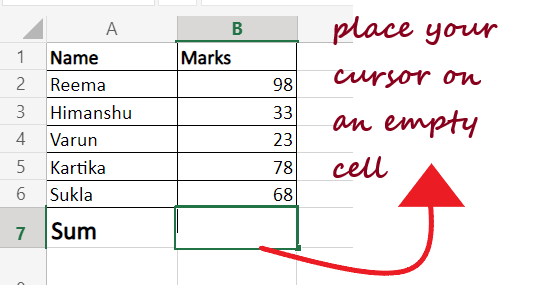 A B
1 Name Marks
2 Reema 98
3 Himanshu 33
4 Varun 23
5 Kartika 78
6 Sukla 68
7 Sum
place your
cursor on
an empty
cell